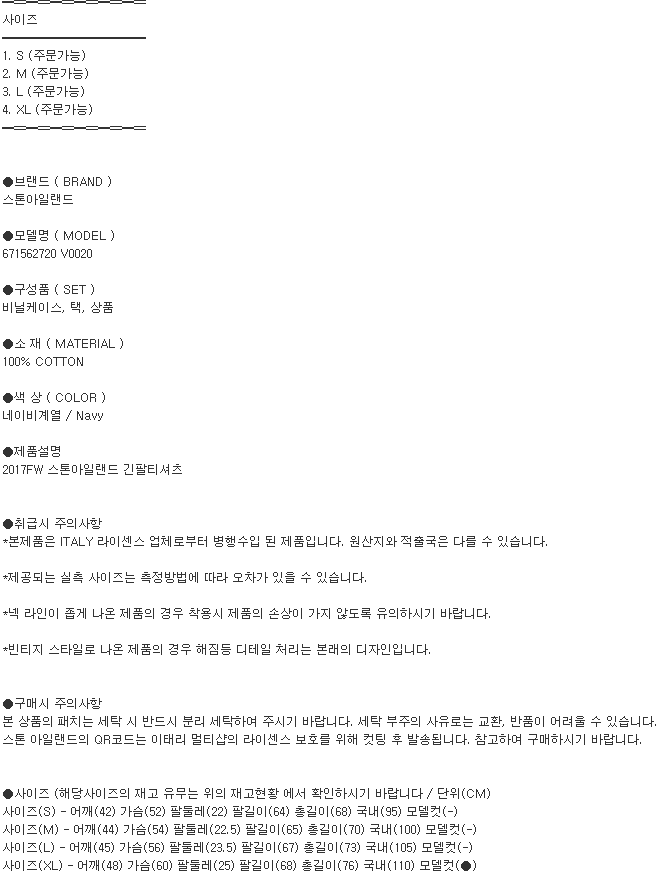 사이즈
1. S (주문가능)
2. M (주문가능)
3. L (주문가능)
4. XL (주문가능)
●브랜드 ( BRAND )
스톤아일랜드
●모델명 ( MODEL )
671562720 V0020
●구성품 ( SET )
비닐케이스, 택, 상품
●소 재 ( MATERIAL )
100% COTTON
●색 상 ( COLOR )
네이비계열 / Navy
●제품설명
2017FW 스톤아일랜드 긴팔티셔츠
●취급시 주의사항
*본제품은 ITALY 라이센스 업체로부터 병행수입 된 제품입니다. 원산지와 적출국은 다를 수 있습니다.
*제공되는 실측 사이즈는 측정방법에 따라 오차가 있을 수 있습니다.
*넥 라인이 좁게 나온 제품의 경우 착용시 제품의 손상이 가지 않도록 유의하시기 바랍니다.
*빈티지 스타일로 나온 제품의 경우 해짐등 디테일 처리는 본래의 디자인입니다.
●구매시 주의사항
본 상품의 패치는 세탁 시 반드시 분리 세탁하여 주시기 바랍니다. 세탁 부주의 사유로는 교환, 반품이 어려울 수 있습니다.
스톤 아일랜드의 QR코드는 이태리 멀티샵의 라이센스 보호를 위해 컷팅 후 발송됩니다. 참고하여 구매하시기 바랍니다.
●사이즈 (해당사이즈의 재고 유무는 위의 재고현황 에서 확인하시기 바랍니다 / 단위(CM)
사이즈(S) - 어깨(42) 가슴(52) 팔둘레(22) 팔길이(64) 총길이(68) 국내(95) 모델컷(-)
사이즈(M) - 어깨(44) 가슴(54) 팔둘레(22.5) 팔길이(65) 총길이(70) 국내(100) 모델컷(-)
사이즈(L) - 어깨(45) 가슴(56) 팔둘레(23.5) 팔길이(67) 총길이(73) 국내(105) 모델컷(-)
사이즈(XL) - 어깨(48) 가슴(60) 팔둘레(25) 팔길이(68) 총길이(76) 국내(110) 모델컷(●)